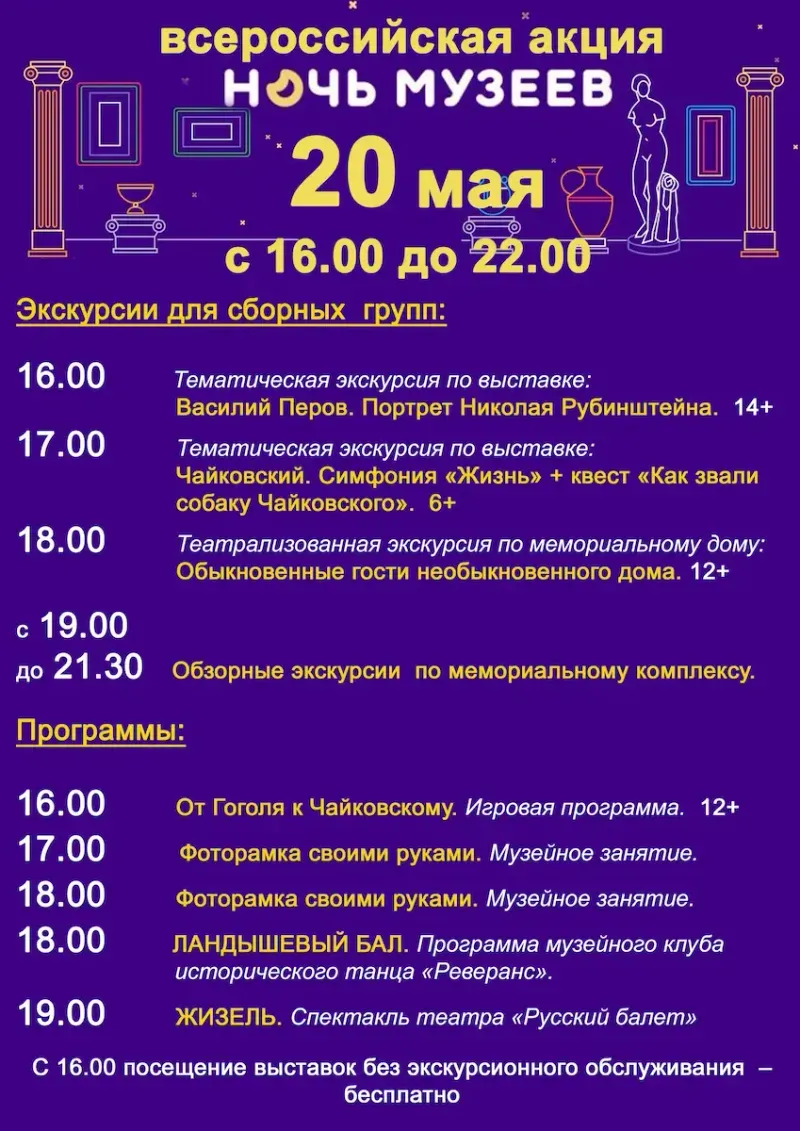 всероссийская акция
НОЧЬ МУЗЕЕВ
20 мая
с 16.00 до 22.00
Экскурсии для сборных групп:
16.00 Тематическая экскурсия по выставке:
Василий Перов. Портрет Николая Рубинштейна. 14+
17.00 Тематическая экскурсия по выставке:
Чайковский. Симфония «Жизнь» + квест «Как звали
собаку Чайковского». 6+
18.00 Театрализованная экскурсия по мемориальному дому:
Обыкновенные гости необыкновенного дома. 12+
с 19.00
до 21.30 Обзорные экскурсии по мемориальному комплексу.
Программы:
16.00 От Гоголя к Чайковскому. Игровая программа. 12+
17.00 Фоторамка своими руками. Музейное занятие.
18.00 Фоторамка своими руками. Музейное занятие.
18.00 ЛАНДЫШЕВЫЙ БАЛ. Программа музейного клуба
исторического танца «Реверанс».
19.00 ЖИЗЕЛЬ. Спектакль театра «Русский балет»
С 16.00 посещение выставок без экскурсионного обслуживания –
бесплатно